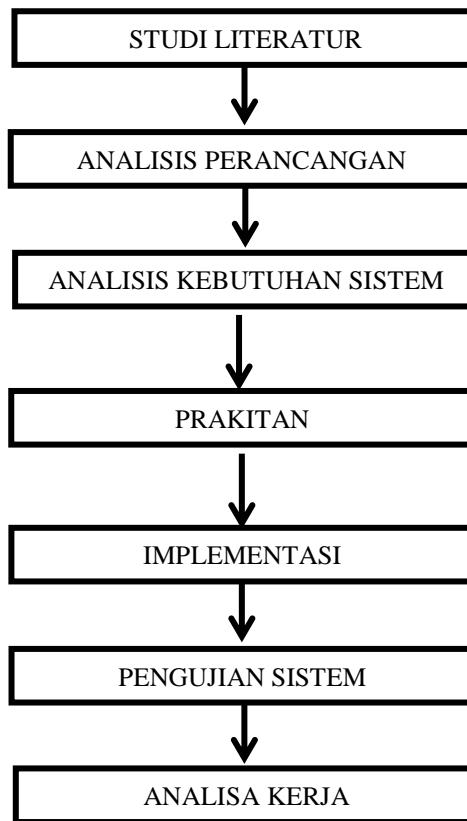 STUDI LITERATUR
ANALISIS PERANCANGAN
ANALISIS KEBUTUHAN SISTEM
PRAKITAN
IMPLEMENTASI
PENGUJIAN SISTEM
ANALISA KERJA